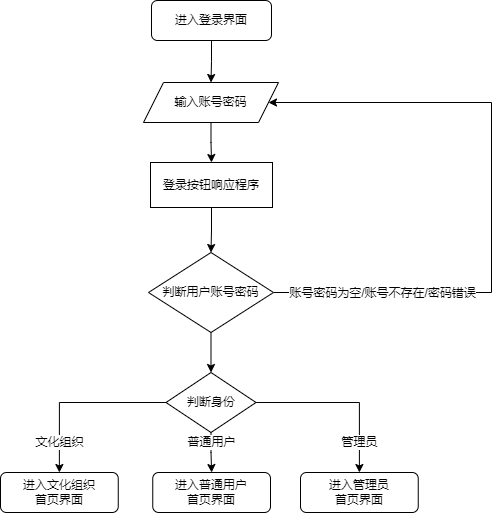 进入登录界面
输入账号密码
登录按钮响应程序
判断用户账号密码
账号密码为空/账号不存在/密码错误
判断身份
文化组织
普通用户
管理员
进入文化组织
首页界面
进入普通用户
首页界面
进入管理员
首页界面